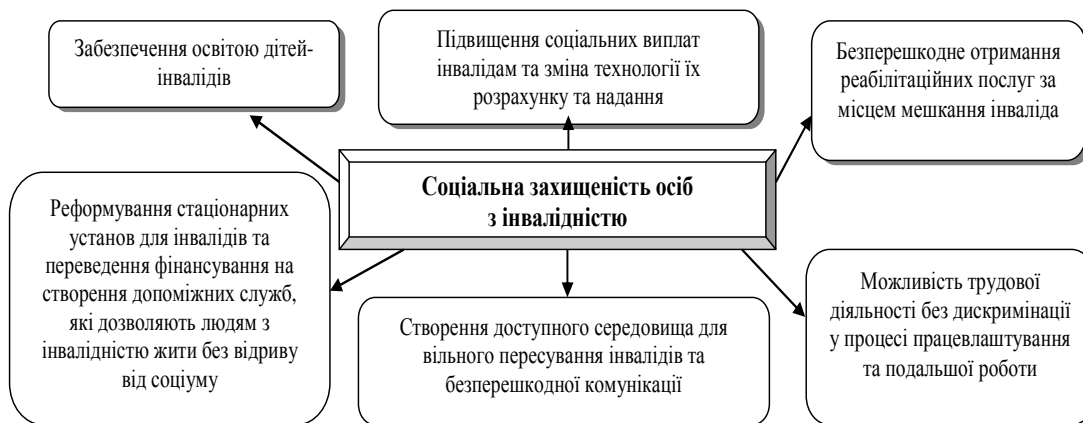 Забезпечення освітою дітей-
інвалідів
Підвищення соціальних виплат
інвалідам та зміна технології їх
розрахунку та надання
Безперешкодне отримання
реабілітаційних послуг за
місцем мешкання інваліда
Соціальна захищеність осіб
з інвалідністю
Реформування стаціонарних
установ для інвалідів та
переведення фінансування на
створення допоміжних служб,
які дозволяють людям з
інвалідністю жити без відриву
від соціуму
Створення доступного середовища для
вільного пересування інвалідів та
безперешкодної комунікації
Можливість трудової
діяльності без дискримінації
у процесі працевлаштування
та подальшої роботи